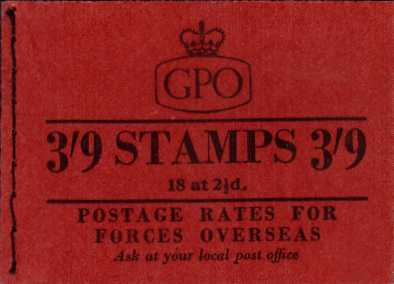 GPO
3'9 STAMPS 3'9
18 at 2½d.
POSTAGE RATES FOR
FORCES OVERSEAS
Ask at your local post office